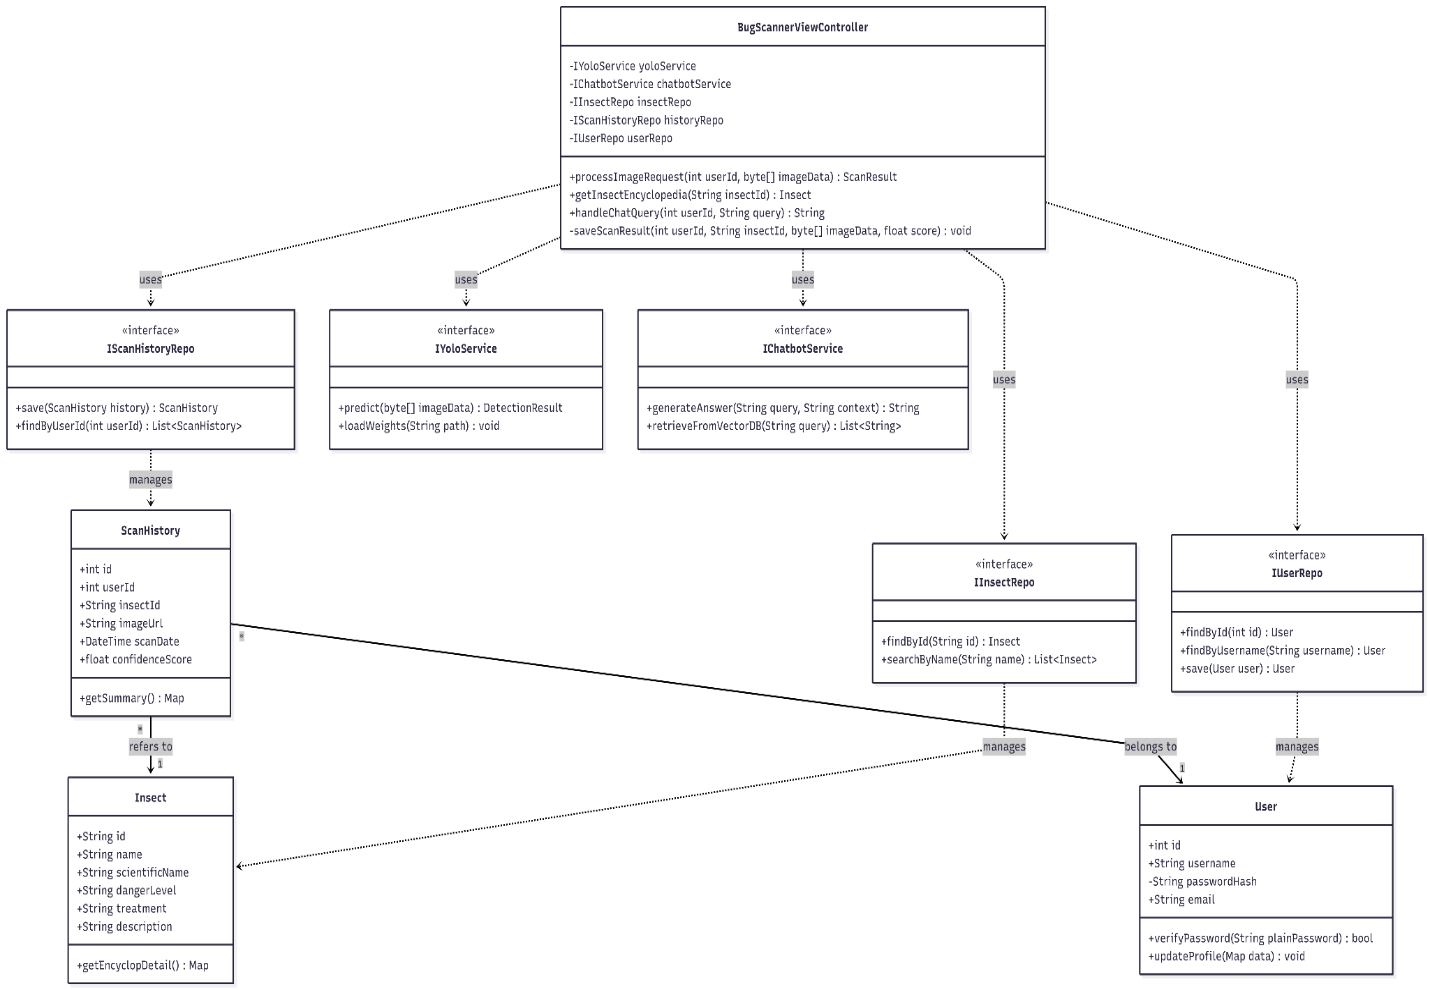 BugScannerViewController
-IYoloService yoloService
-IChatbotService chatbotService
-IInsectRepo insectRepo
-IScanHistoryRepo historyRepo
-IUserRepo userRepo
+processImageRequest(int userId, byte[] imageData) : ScanResult
+getInsectEncyclopedia(String insectId) : Insect
+handleChatQuery(int userId, String query) : String
-saveScanResult(int userId, String insectId, byte[] imageData, float score) : void
uses
uses
uses
uses
uses
«interface»
IScanHistoryRepo
+save(ScanHistory history) : ScanHistory
+findByUserId(int userId) : List<ScanHistory>
«interface»
IYoloService
+predict(byte[] imageData) : DetectionResult
+loadWeights(String path) : void
«interface»
IChatbotService
+generateAnswer(String query, String context) : String
+retrieveFromVectorDB(String query) : List<String>
manages
ScanHistory
+int id
+int userId
+String insectId
+String imageUrl
+DateTime scanDate
+float confidenceScore
+getSummary() : Map
*
«interface»
IInsectRepo
+findById(String id) : Insect
+searchByName(String name) : List<Insect>
«interface»
IUserRepo
+findById(int id) : User
+findByUsername(String username) : User
+save(User user) : User
*
refers to
1
manages
belongs to
1
manages
Insect
+String id
+String name
+String scientificName
+String dangerLevel
+String treatment
+String description
+getEncyclopDetail() : Map
User
+int id
+String username
-String passwordHash
+String email
+verifyPassword(String plainPassword) : bool
+updateProfile(Map data) : void